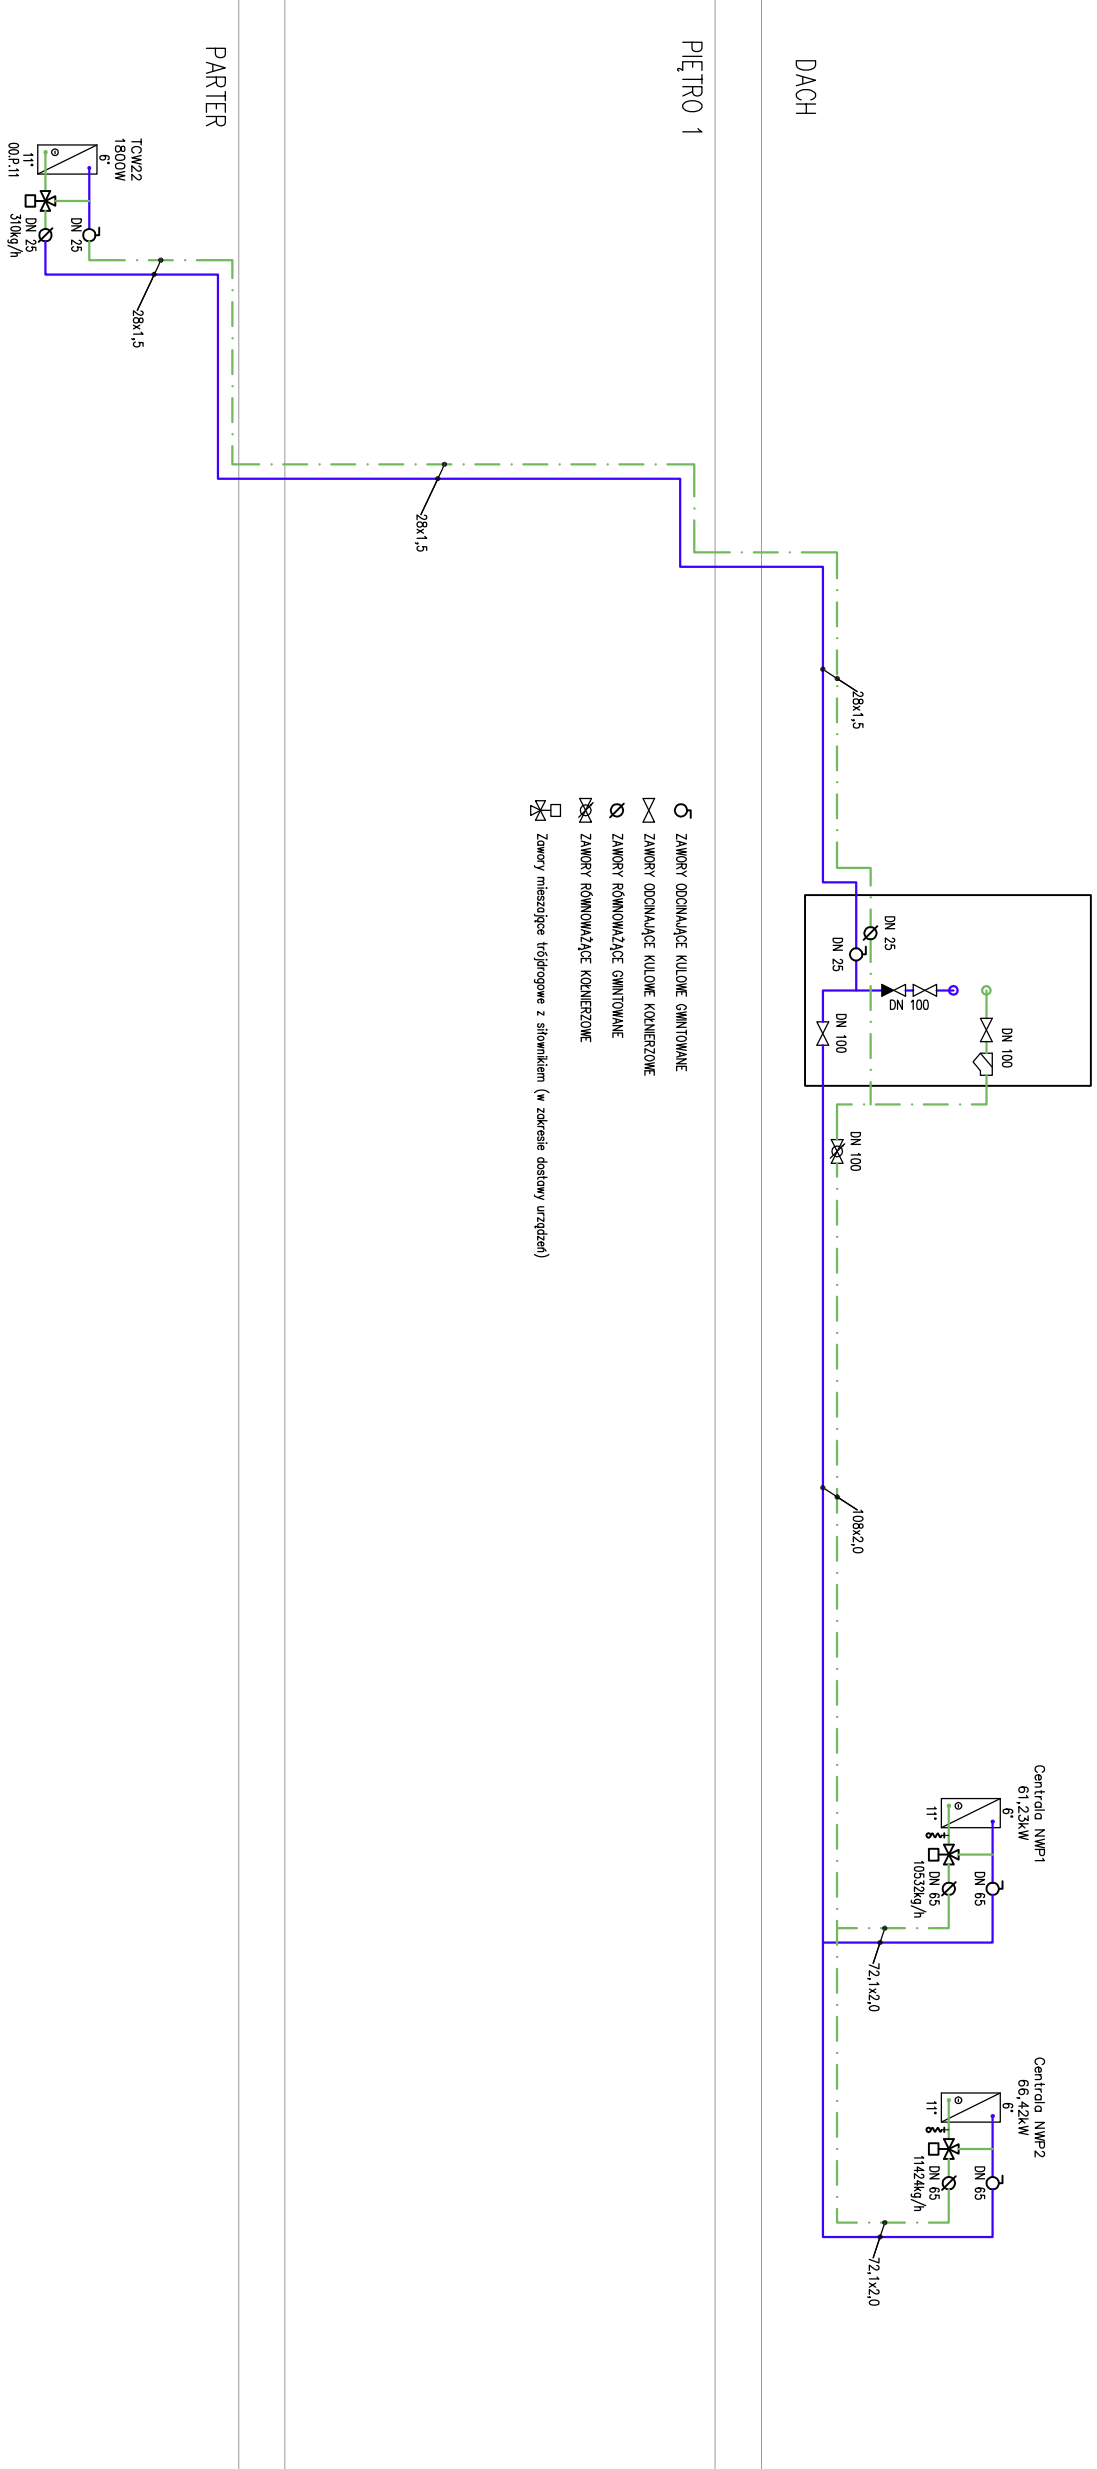 DACH
PIĘTRO 1
PARTER
TCW22
1800W
6°
11°
00.P.11
DN 25
DN 25
310kg/h
28x1,5
28x1,5
28x1,5
DN 25
DN 25
DN 100
DN 100
DN 100
DN 100
108x2,0
Centrala NWP1
61,23kW
6°
11°
DN 65
DN 65
10532kg/h
72,1x2,0
Centrala NWP2
66,42kW
6°
11°
DN 65
DN 65
11424kg/h
72,1x2,0
ZAWORY ODCINAJĄCE KULOWE GWINTOWANE
ZAWORY ODCINAJĄCE KULOWE KOŁNIERZOWE
ZAWORY RÓWNOWAŻĄCE GWINTOWANE
ZAWORY RÓWNOWAŻĄCE KOŁNIERZOWE
Zawory mieszające trójdrogowe z siłownikiem (w zakresie dostawy urządzeń)